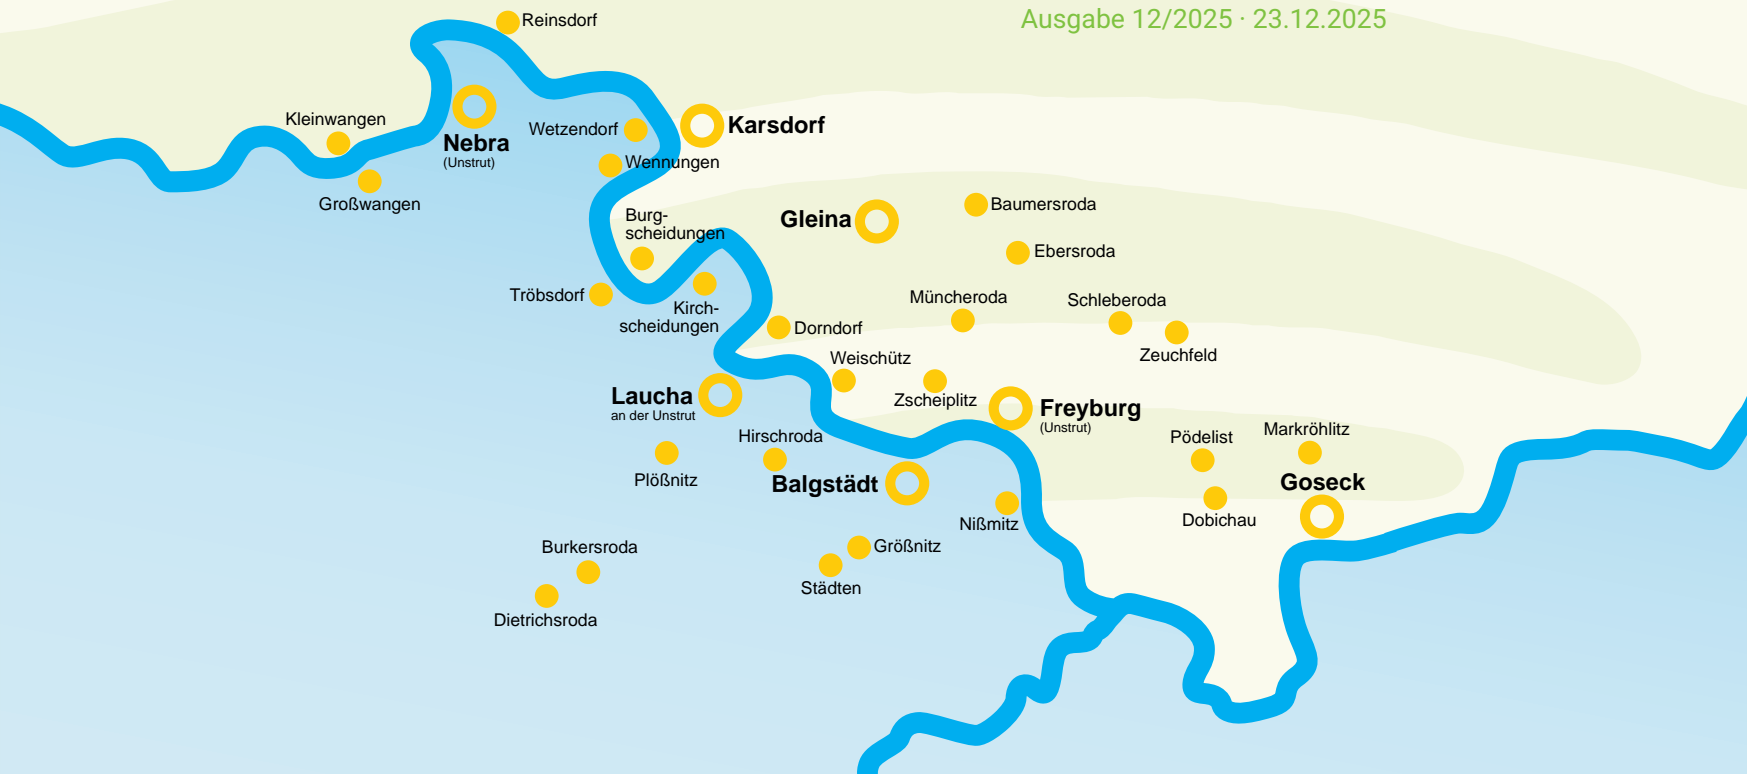 Ausgabe 12/2025 · 23.12.2025
Reinsdorf
Kleinwangen
Nebra
(Unstrut)
Wetzendorf
Karsdorf
Wennungen
Großwangen
Burg-
scheidungen
Gleina
Baumersroda
Ebersroda
Tröbsdorf
Kirch-
scheidungen
Müncheroda
Schleberoda
Dorndorf
Zeuchfeld
Weischütz
Laucha
an der Unstrut
Zscheiplitz
Freyburg
(Unstrut)
Hirschroda
Pödelist
Markröhlitz
Plößnitz
Balgstädt
Goseck
Nißmitz
Dobichau
Burkersroda
Größnitz
Städten
Dietrichsroda